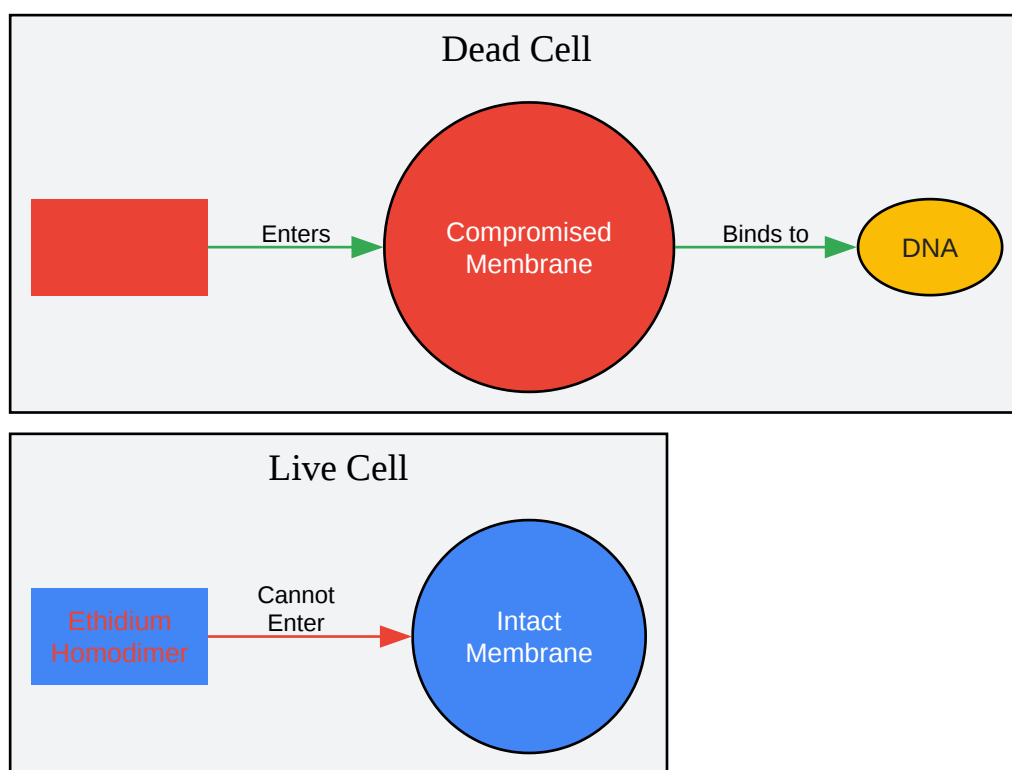 Dead Cell
Enters
Compromised
Membrane
Binds to
DNA
Live Cell
Ethidium
Homodimer
Cannot
Enter
Intact
Membrane